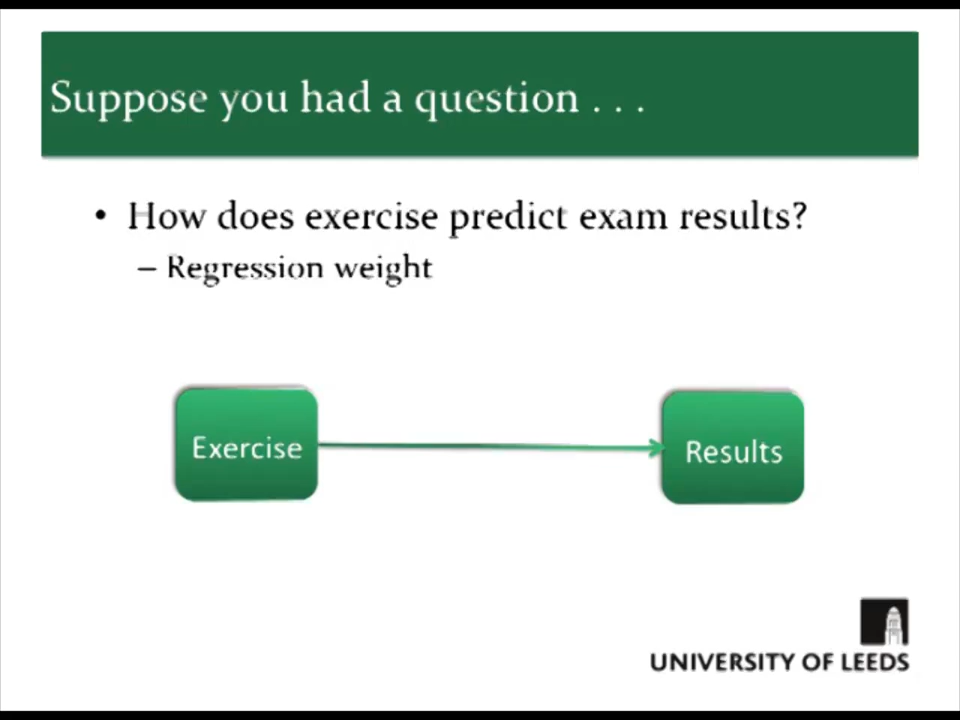 Suppose you had a question . . .
• How does exercise predict exam results?
– Regression weight
Exercise
Results
UNIVERSITY OF LEEDS